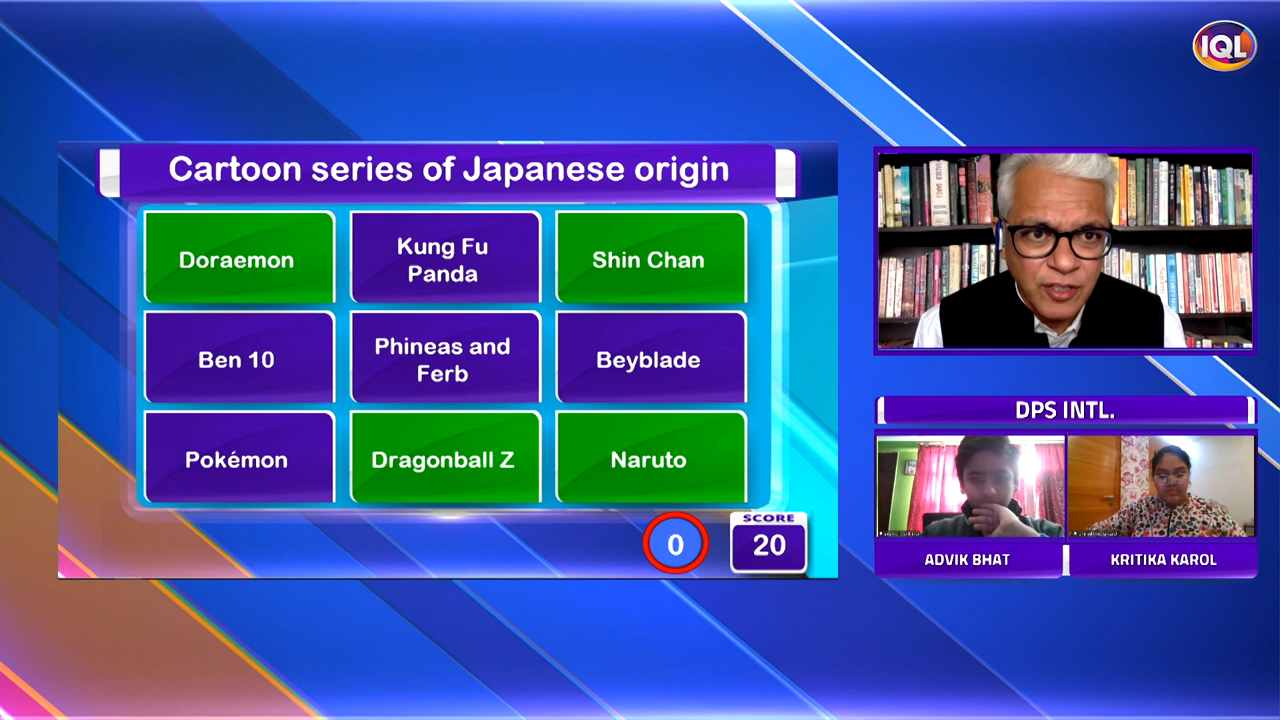 IQL
Cartoon series of Japanese origin
Doraemon
Kung Fu
Panda
Shin Chan
Ben 10
Phineas and
Ferb
Beyblade
Pokémon
Dragonball Z
Naruto
0
SCORE
20
DPS INTL.
ADVIK BHAT
KRITIKA KAROL